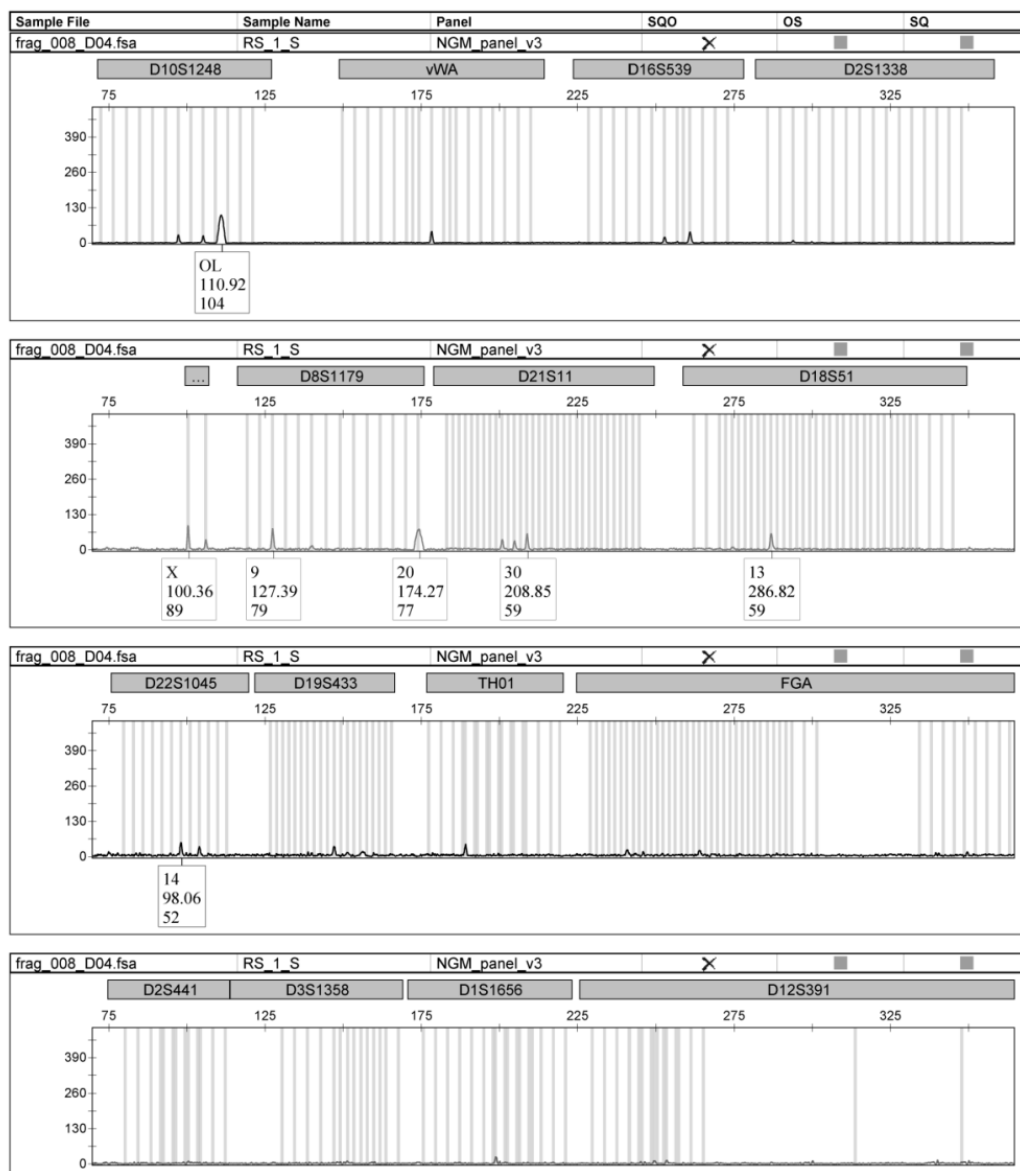 Sample File Sample Name Panel SQO OS SQ
frag_008_D04.fsa RS_1_S NGM_panel_v3
D10S1248 vWA D16S539 D2S1338
75 125 175 225 275 325
390
260
130
0
OL
110.92
104
frag_008_D04.fsa RS_1_S NGM_panel_v3
... D8S1179 D21S11 D18S51
75 125 175 225 275 325
390
260
130
0
X 9 20 30 13
100.36 127.39 174.27 208.85 286.82
89 79 77 59 59
frag_008_D04.fsa RS_1_S NGM_panel_v3
D22S1045 D19S433 TH01 FGA
75 125 175 225 275 325
390
260
130
0
14
98.06
52
frag_008_D04.fsa RS_1_S NGM_panel_v3
D2S441 D3S1358 D1S1656 D12S391
75 125 175 225 275 325
390
260
130
0